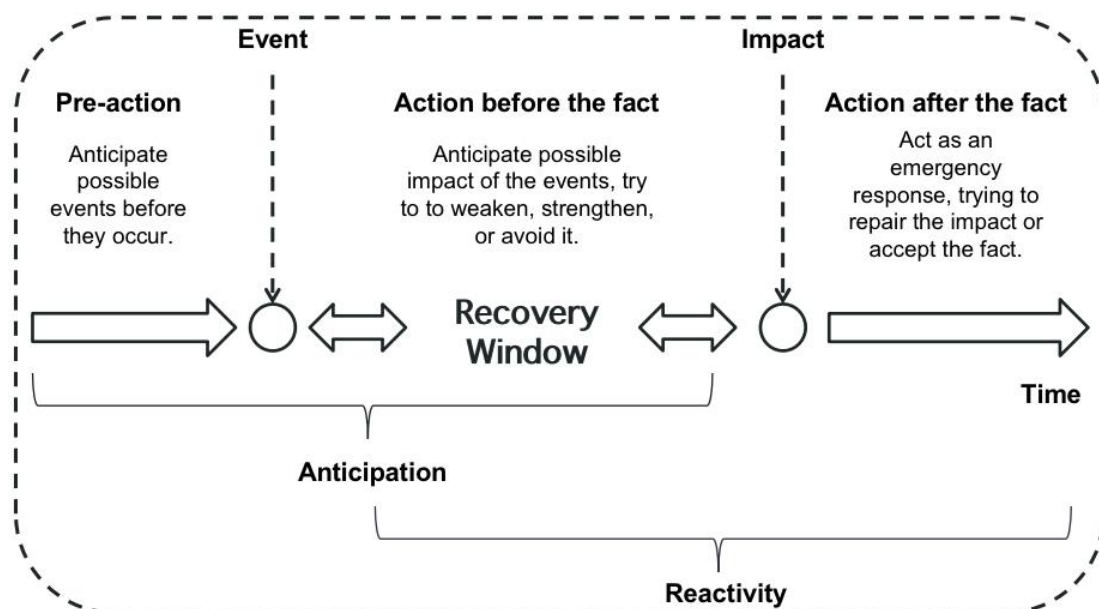 Event
Impact
Pre-action
Action before the fact
Action after the fact
Anticipate
possible
events before
they occur.
Anticipate possible
impact of the events, try
to to weaken, strengthen,
or avoid it.
Act as an
emergency
response, trying to
repair the impact or
accept the fact.
Recovery
Window
Time
Anticipation
Reactivity